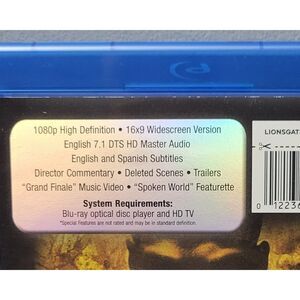 1080p High Definition • 16x9 Widescreen Version
English 7.1 DTS HD Master Audio
English and Spanish Subtitles
Director Commentary • Deleted Scenes • Trailers
"Grand Finale" Music Video • "Spoken World" Featurette
System Requirements:
Blu-ray optical disc player and HD TV
*Special Features are not rated and may be in standard definition
LIONSGAT
0 12236